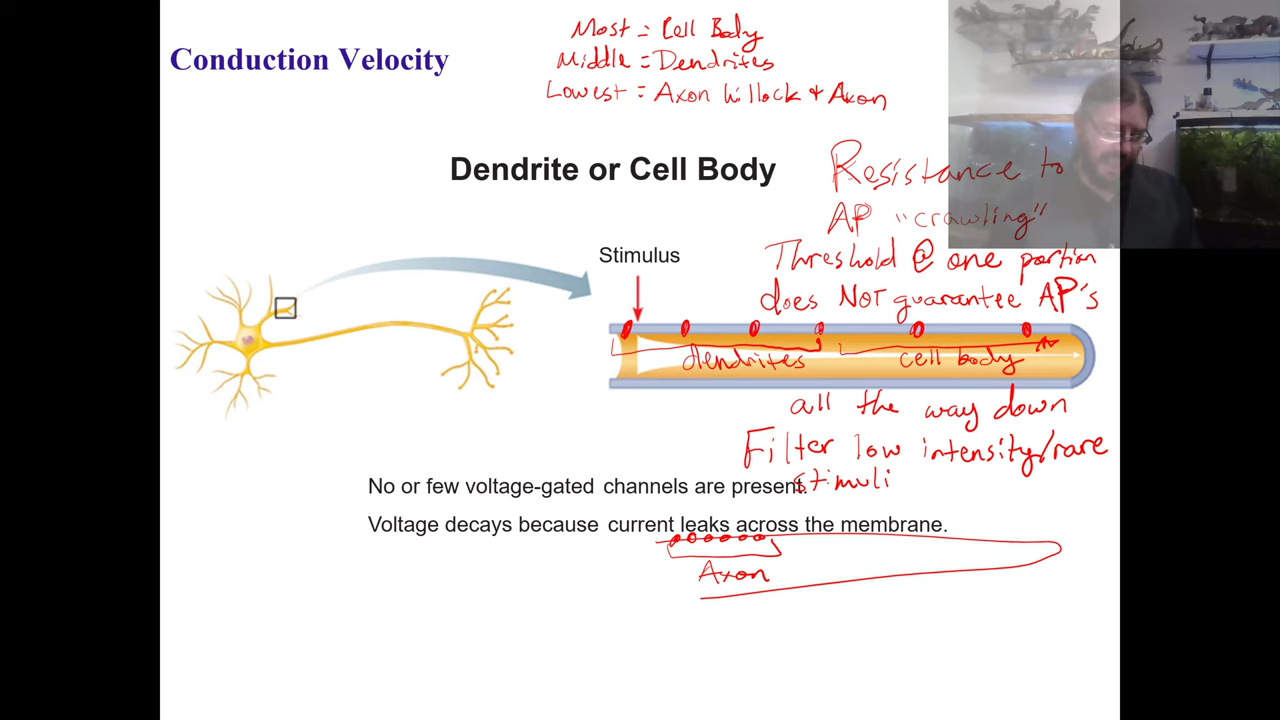 Most = Cell Body
Middle = Dendrites
Lowest = Axon hillock + Axon
Conduction Velocity
Dendrite or Cell Body
Resistance to
AP "crawling"
Threshold @ one portion
does NOT guarantee AP's
Stimulus
dendrites
cell body
all the way down
Filter low intensity/rare
stimuli
No or few voltage-gated channels are present.
Voltage decays because current leaks across the membrane.
Axon